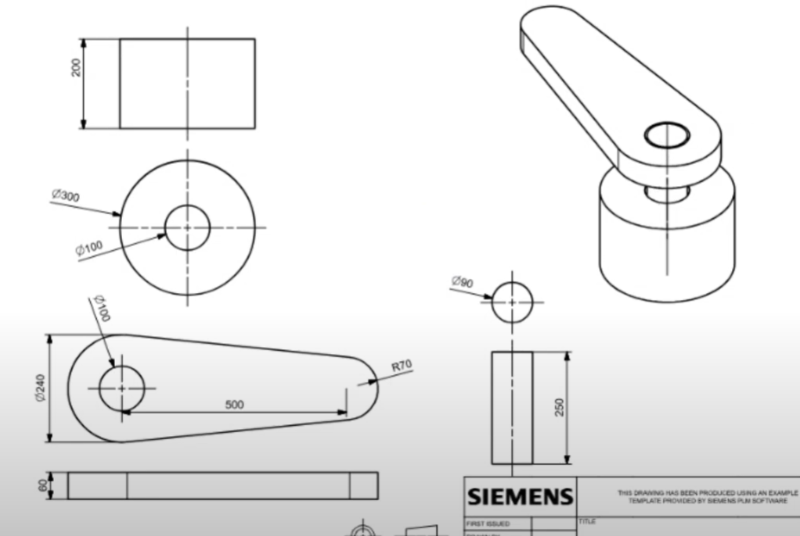 200
Ø300
Ø100
Ø100
Ø240
500
R70
60
Ø90
250
SIEMENS
THIS DRAWING HAS BEEN PRODUCED USING AN EXAMPLE
TEMPLATE PROVIDED BY SIEMENS PLM SOFTWARE
FIRST ISSUED
TITLE